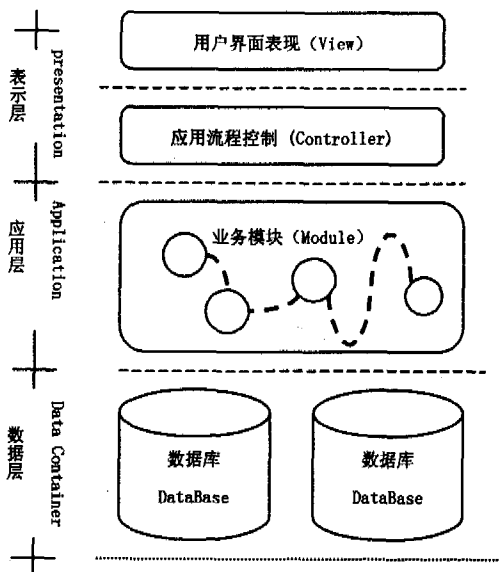 用户界面表现（View）
表示层
presentation
应用流程控制 (Controller)
应用层
Application
业务模块（Module）
数据层
Data Container
数据库
DataBase
数据库
DataBase